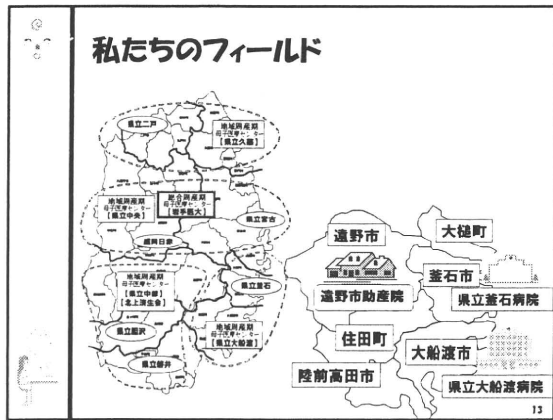 私たちのフィールド
県立二戸
地域周産期
母子医療センター
【県立久慈】
地域周産期
母子医療センター
【県立中央】
総合周産期
母子医療センター
【岩手医大】
県立宮古
盛岡日赤
地域周産期
母子医療センター
【県立中部】
【北上済生会】
県立釜石
県立胆沢
地域周産期
母子医療センター
【県立大船渡】
県立磐井
遠野市
大槌町
釜石市
遠野市助産院
県立釜石病院
住田町
大船渡市
陸前高田市
県立大船渡病院
13